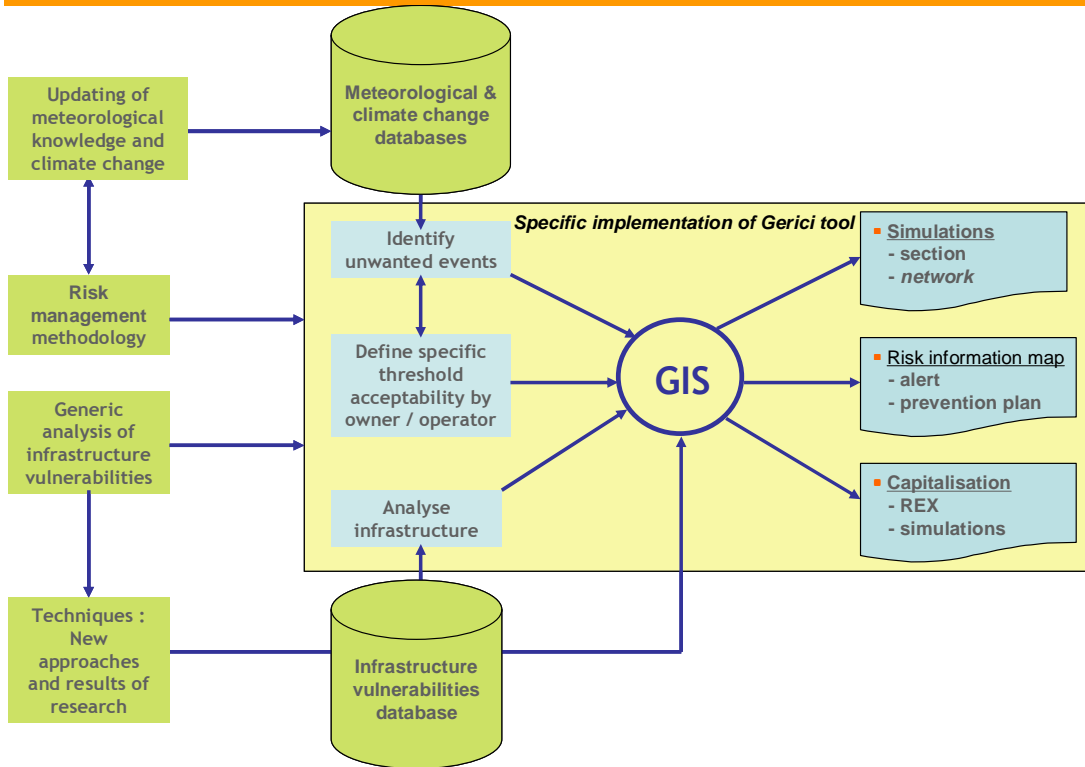 Updating of
meteorological
knowledge and
climate change
Meteorological &
climate change
databases
Risk
management
methodology
Generic
analysis of
infrastructure
vulnerabilities
Techniques :
New
approaches
and results of
research
Specific implementation of Gerici tool
Identify
unwanted events
Define specific
threshold
acceptability by
owner / operator
Analyse
infrastructure
Infrastructure
vulnerabilities
database
GIS
Simulations
- section
- network
Risk information map
- alert
- prevention plan
Capitalisation
- REX
- simulations